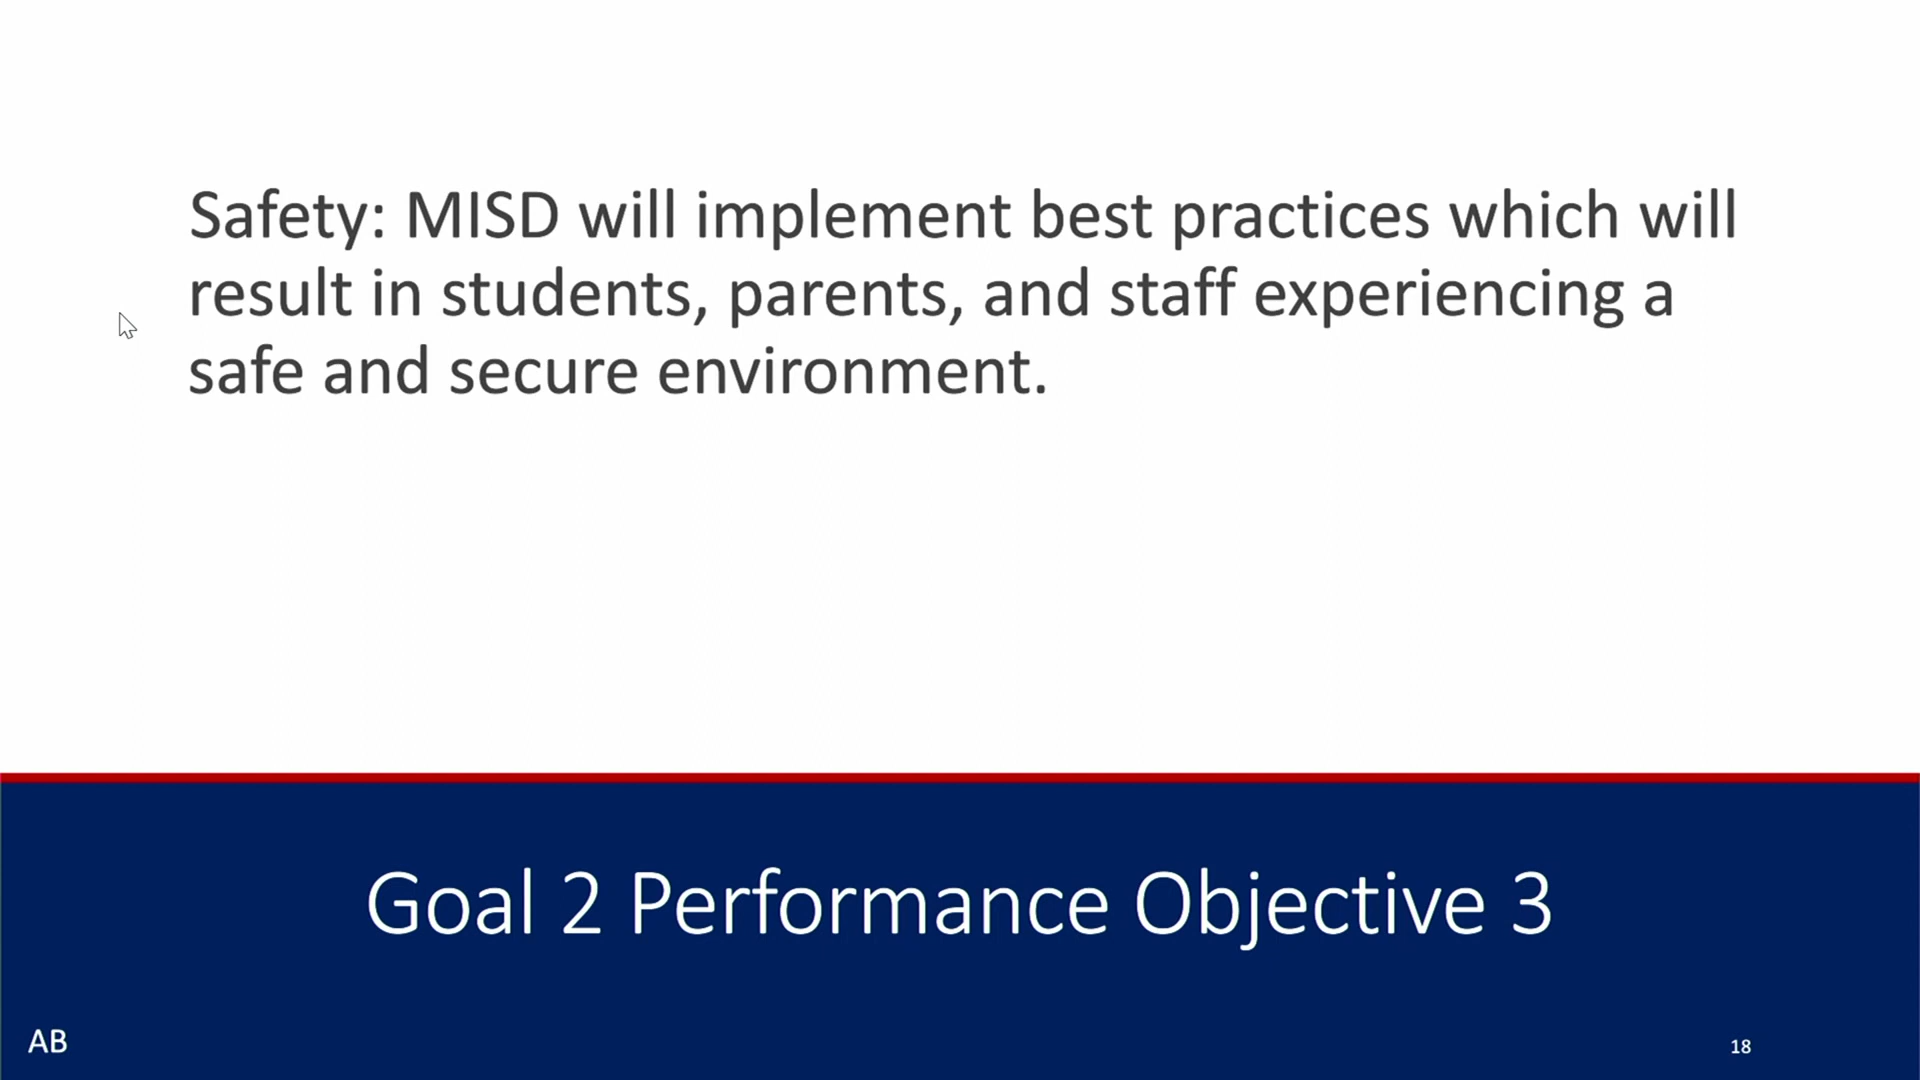 Safety: MISD will implement best practices which will
result in students, parents, and staff experiencing a
safe and secure environment.
Goal 2 Performance Objective 3
AB
18